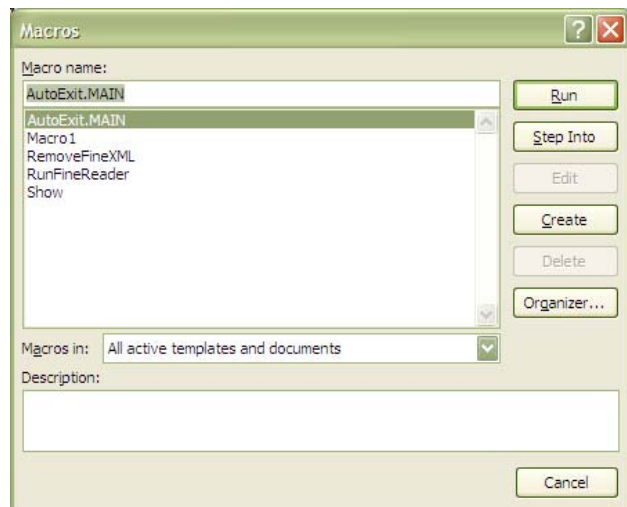 Macros
Macro name:
AutoExit.MAIN
AutoExit.MAIN
Macro1
RemoveFineXML
RunFineReader
Show
Run
Step Into
Edit
Create
Delete
Organizer...
Macros in: All active templates and documents
Description:
Cancel